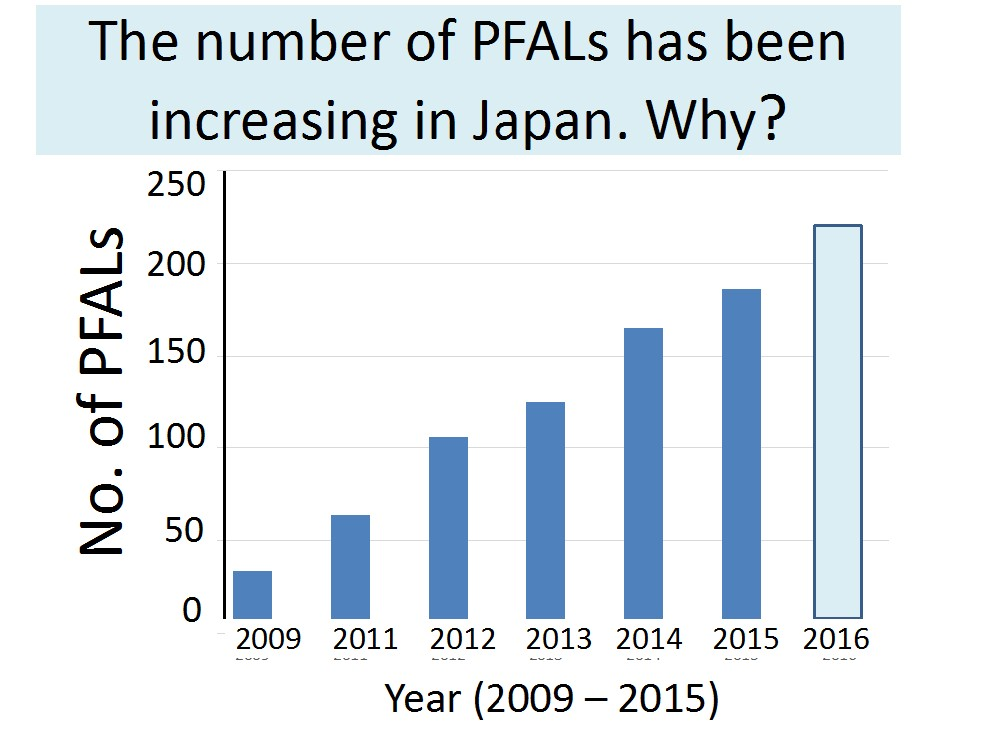 The number of PFALs has been
increasing in Japan. Why?
No. of PFALs
250
200
150
100
50
0
2009 2011 2012 2013 2014 2015 2016
Year (2009 – 2015)